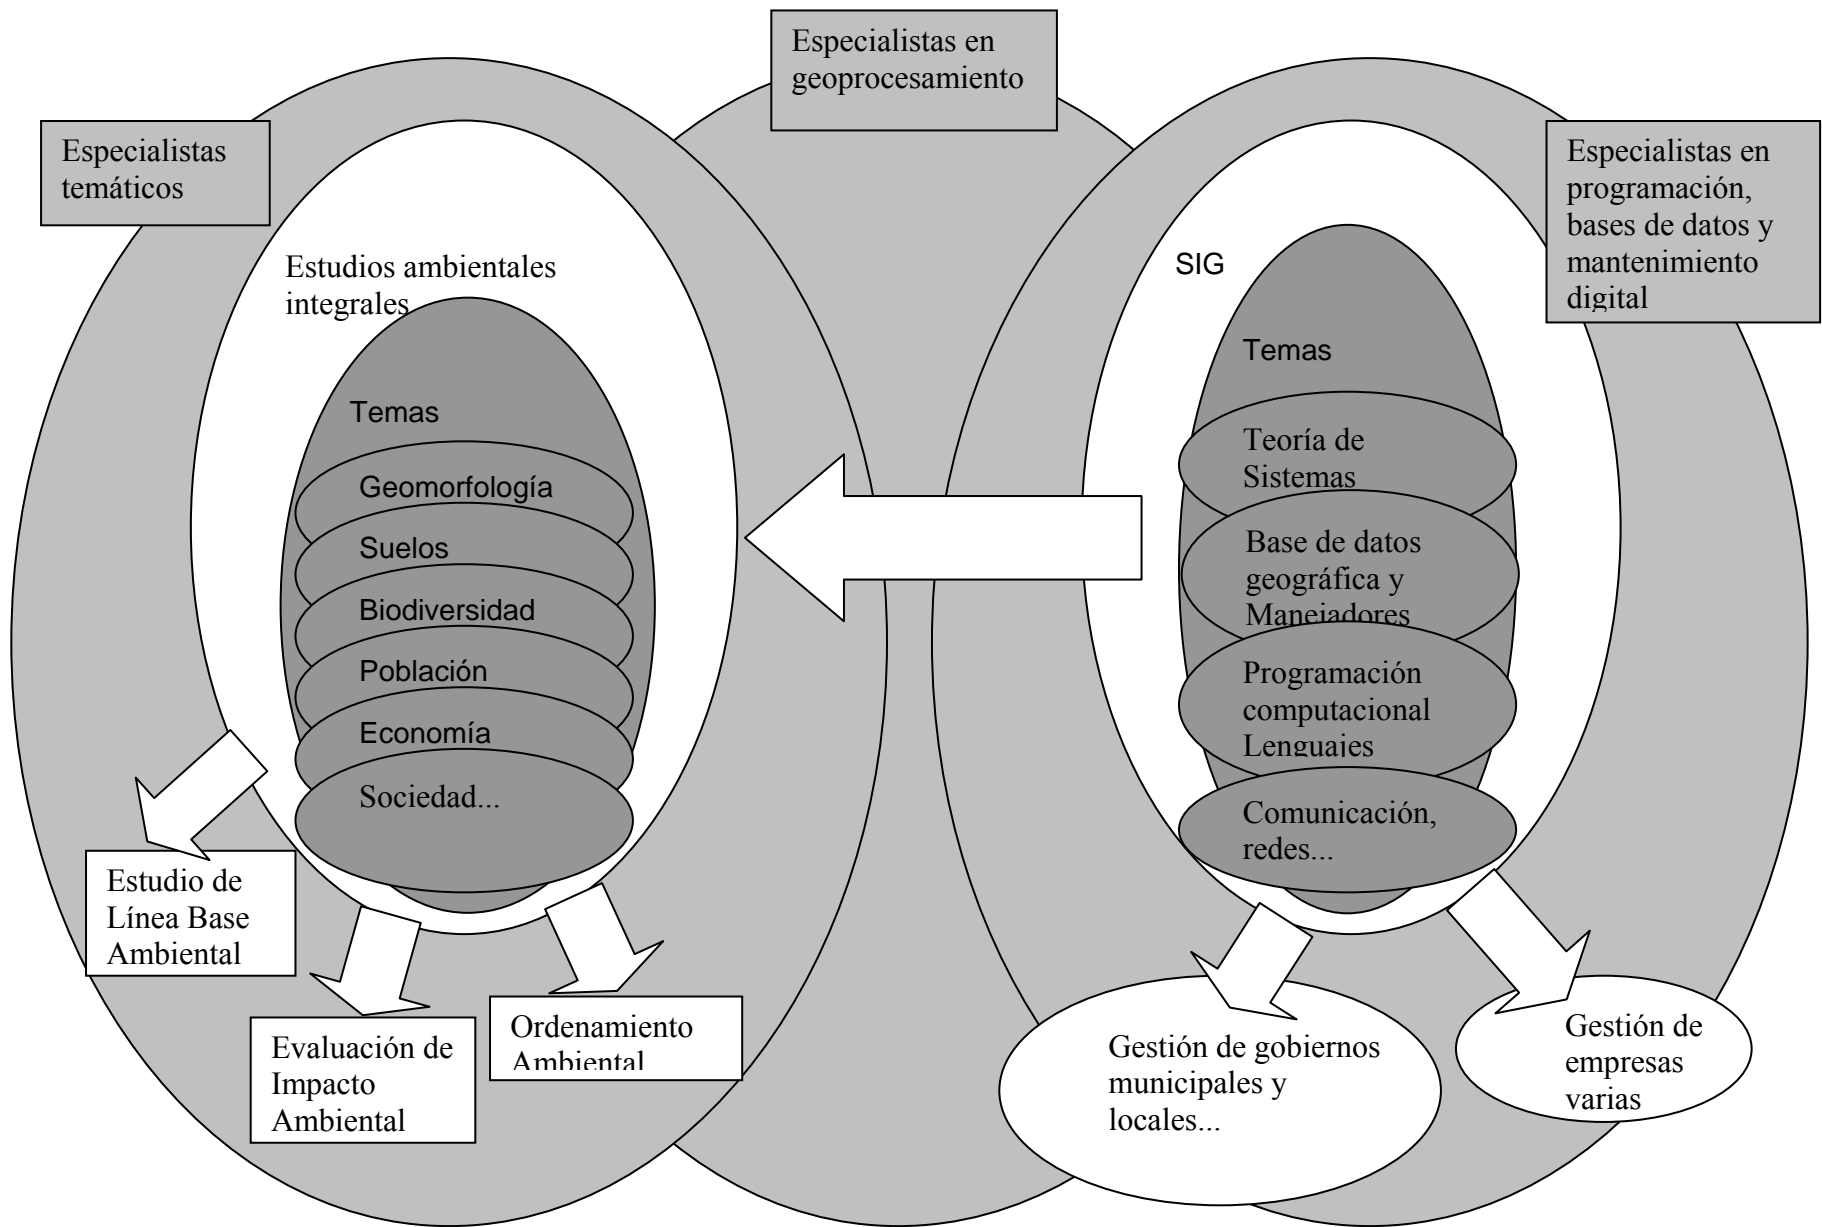 Especialistas en
geoprocesamiento
Especialistas
temáticos
Especialistas en
programación,
bases de datos y
mantenimiento
digital
Estudios ambientales
integrales
Temas
Geomorfología
Suelos
Biodiversidad
Población
Economía
Sociedad...
Estudio de
Línea Base
Ambiental
Evaluación de
Impacto
Ambiental
Ordenamiento
Ambiental
SIG
Temas
Teoría de
Sistemas
Base de datos
geográfica y
Manejadores
Programación
computacional
Lenguajes
Comunicación,
redes...
Gestión de gobiernos
municipales y
locales...
Gestión de
empresas
varias